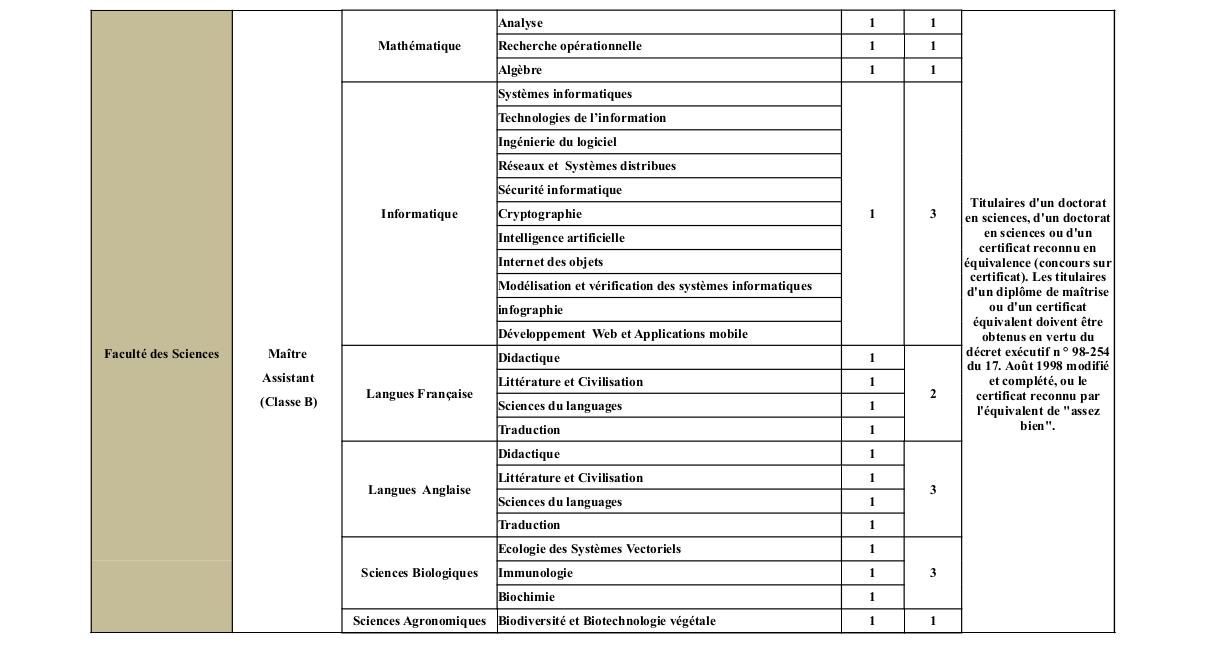 Faculté des Sciences
Maître
Assistant
(Classe B)
Mathématique
Analyse 1 1
Recherche opérationnelle 1 1
Algèbre 1 1
Informatique
Systèmes informatiques
Technologies de l’information
Ingénierie du logiciel
Réseaux et Systèmes distribues
Sécurité informatique
Cryptographie
Intelligence artificielle
Internet des objets
Modélisation et vérification des systèmes informatiques
infographie
Développement Web et Applications mobile
1 3
Langues Française
Didactique 1
Littérature et Civilisation 1
Sciences du languages 1
Traduction 1
2
Langues Anglaise
Didactique 1
Littérature et Civilisation 1
Sciences du languages 1
Traduction 1
3
Sciences Biologiques
Ecologie des Systèmes Vectoriels 1
Immunologie 1
Biochimie 1
3
Sciences Agronomiques Biodiversité et Biotechnologie végétale 1 1
Titulaires d'un doctorat
en sciences, d'un doctorat
en sciences ou d'un
certificat reconnu en
équivalence (concours sur
certificat). Les titulaires
d'un diplôme de maîtrise
ou d'un certificat
équivalent doivent être
obtenus en vertu du
décret exécutif n ° 98-254
du 17. Août 1998 modifié
et complété, ou le
certificat reconnu par
l'équivalent de "assez
bien".